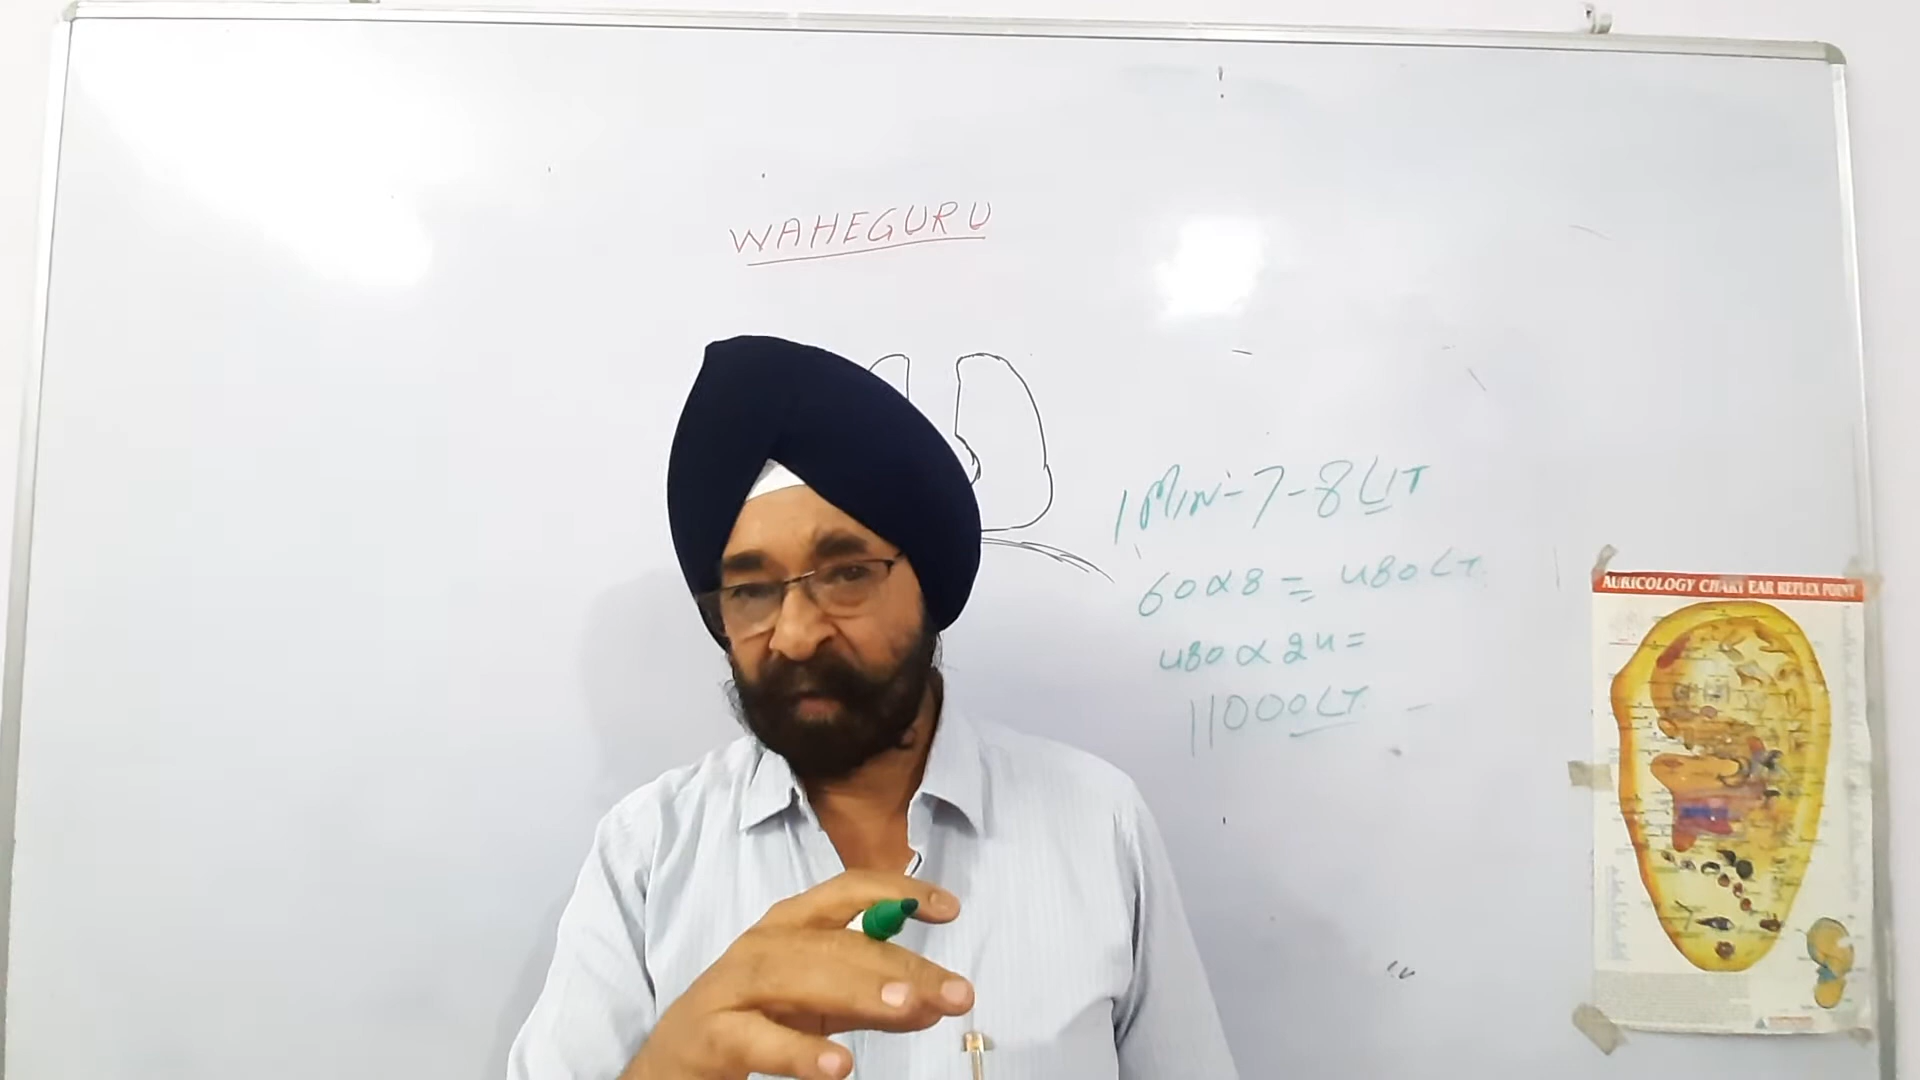 WAHEGURU
1 MIN - 7 - 8 LIT
60 x 8 = 480 LT
480 x 24 =
11000 LT
AURICOLOGY CHART EAR REFLEX POINT